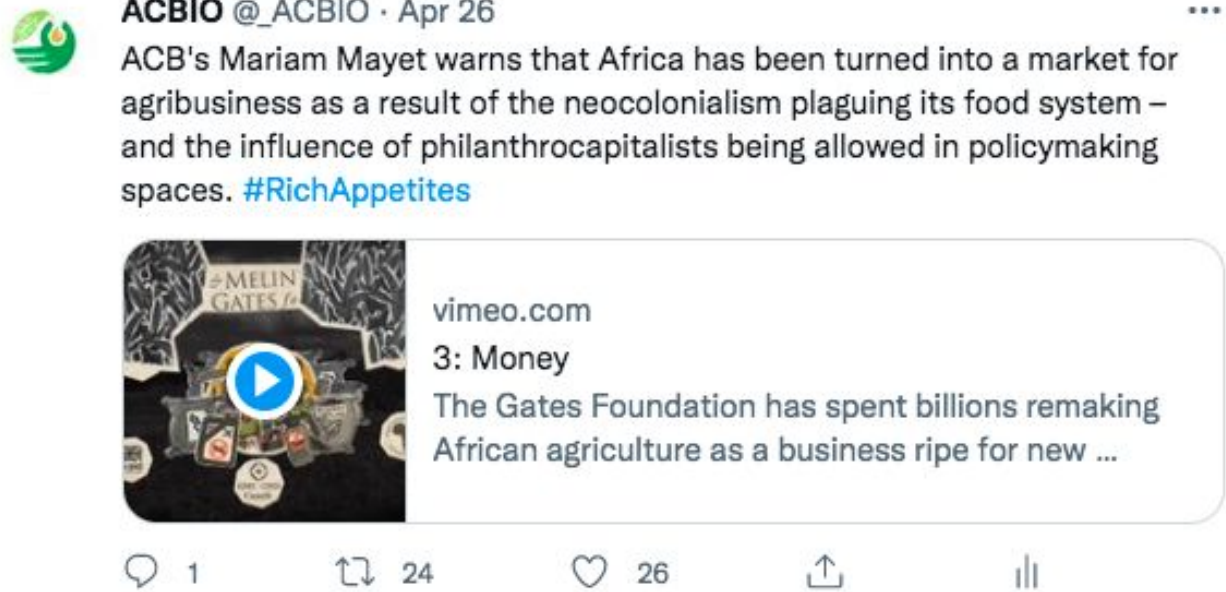 ACBIO @_ACBIO · Apr 26
ACB's Mariam Mayet warns that Africa has been turned into a market for
agribusiness as a result of the neocolonialism plaguing its food system –
and the influence of philanthrocapitalists being allowed in policymaking
spaces. #RichAppetites
& MELIN
GATES fo
vimeo.com
3: Money
The Gates Foundation has spent billions remaking
African agriculture as a business ripe for new ...
Canada
1 24 26